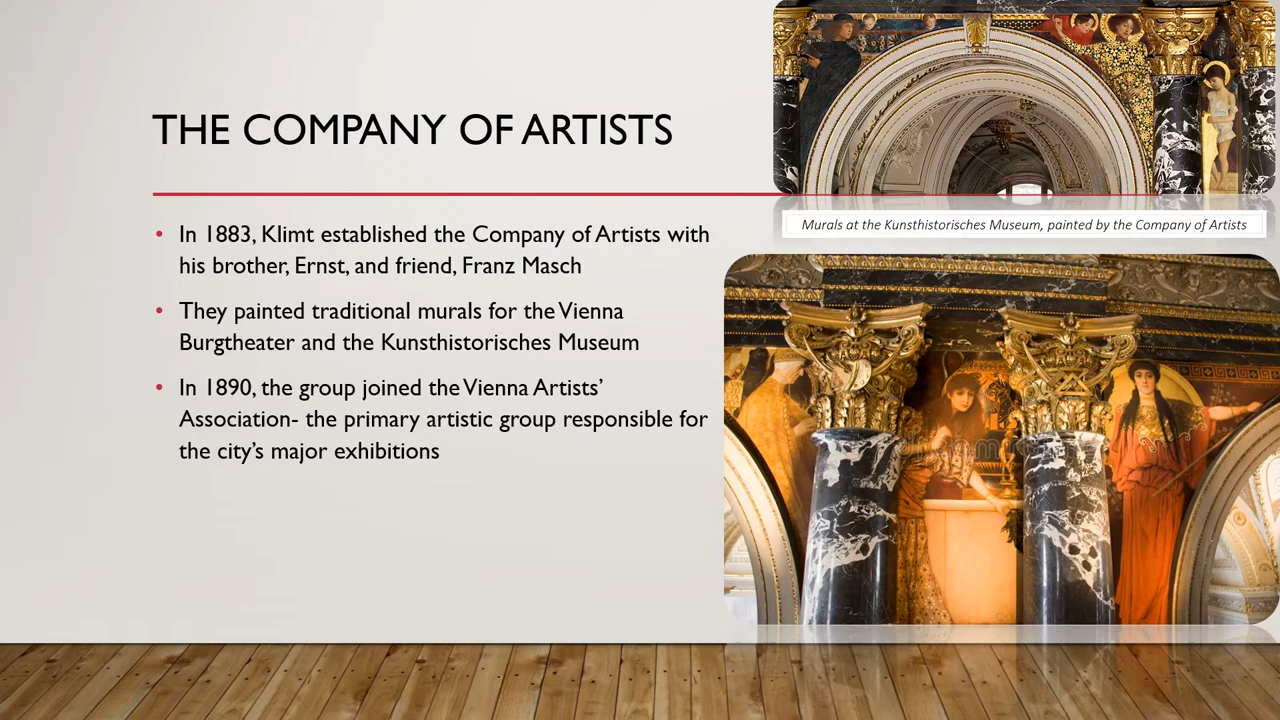 THE COMPANY OF ARTISTS
In 1883, Klimt established the Company of Artists with
his brother, Ernst, and friend, Franz Masch
They painted traditional murals for the Vienna
Burgtheater and the Kunsthistorisches Museum
In 1890, the group joined the Vienna Artists’
Association- the primary artistic group responsible for
the city’s major exhibitions
Murals at the Kunsthistorisches Museum, painted by the Company of Artists